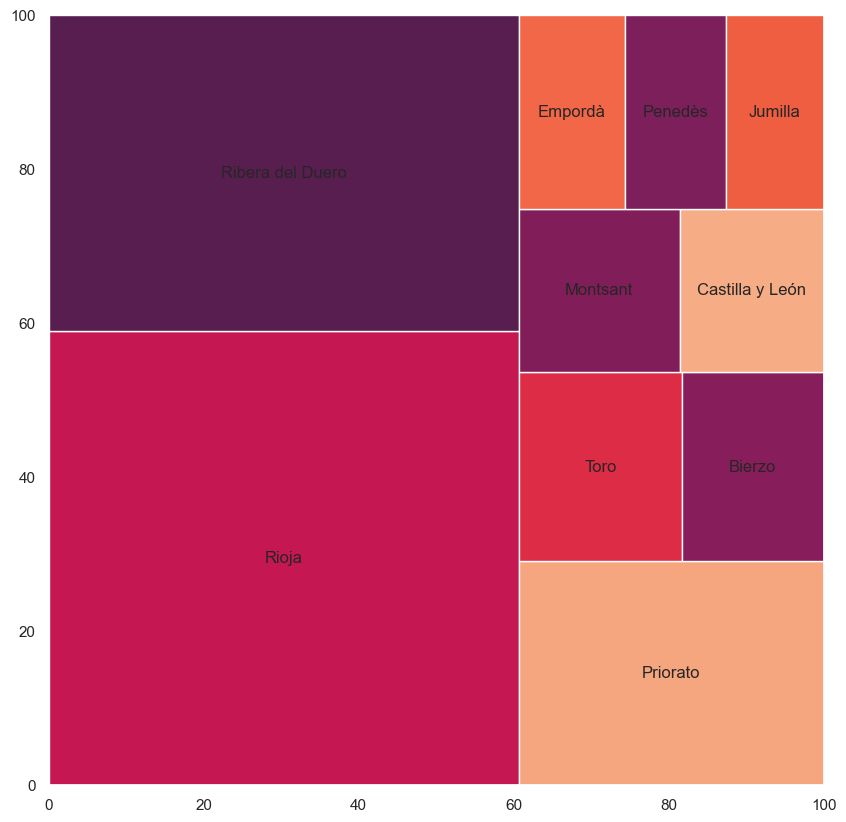 100
80
60
40
20
0
Ribera del Duero
Rioja
Empordà
Penedès
Jumilla
Montsant
Castilla y León
Toro
Bierzo
Priorato
0 20 40 60 80 100